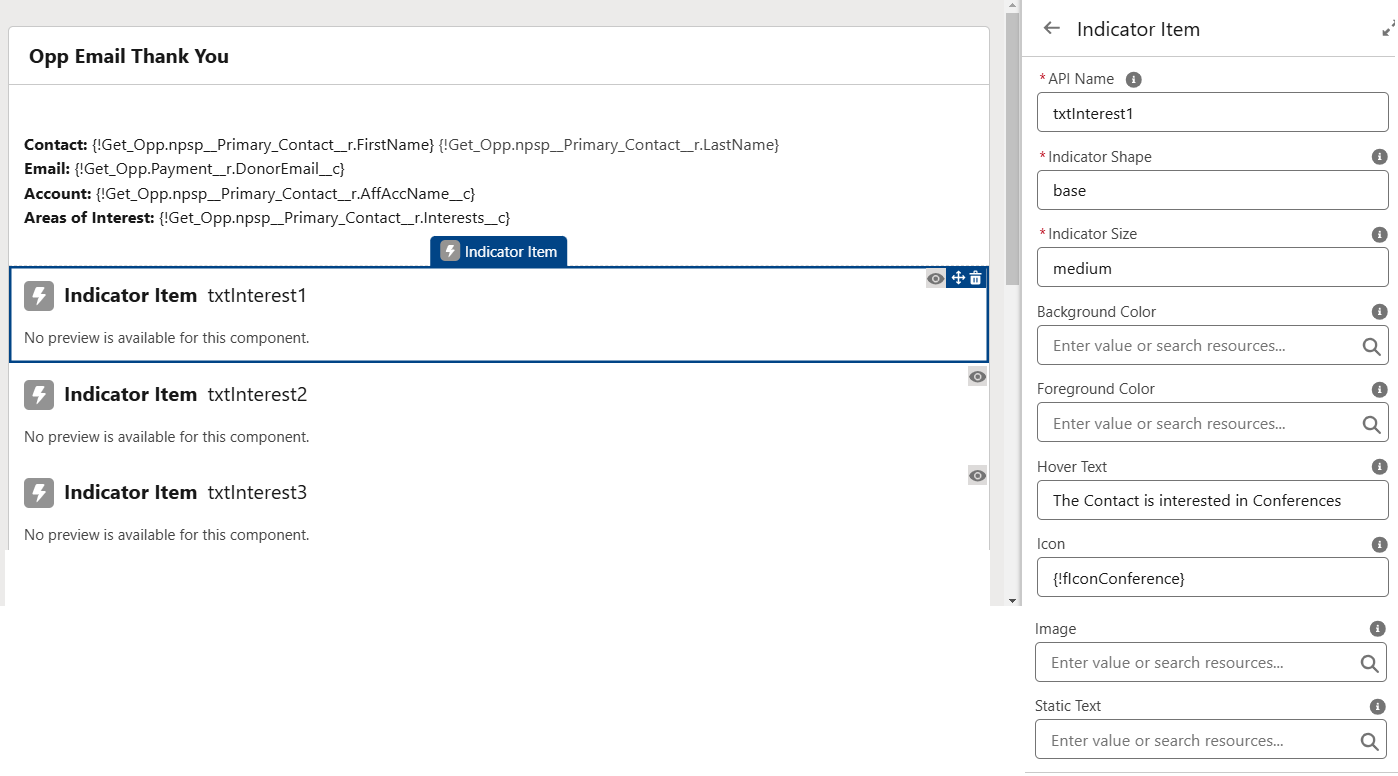 Opp Email Thank You
Contact: {!Get_Opp.npsp__Primary_Contact__r.FirstName} {!Get_Opp.npsp__Primary_Contact__r.LastName}
Email: {!Get_Opp.Payment__r.DonorEmail__c}
Account: {!Get_Opp.npsp__Primary_Contact__r.AffAccName__c}
Areas of Interest: {!Get_Opp.npsp__Primary_Contact__r.Interests__c}
Indicator Item
Indicator Item txtInterest1
No preview is available for this component.
Indicator Item txtInterest2
No preview is available for this component.
Indicator Item txtInterest3
No preview is available for this component.
Indicator Item
*API Name
txtInterest1
*Indicator Shape
base
*Indicator Size
medium
Background Color
Enter value or search resources...
Foreground Color
Enter value or search resources...
Hover Text
The Contact is interested in Conferences
Icon
{!fIconConference}
Image
Enter value or search resources...
Static Text
Enter value or search resources...